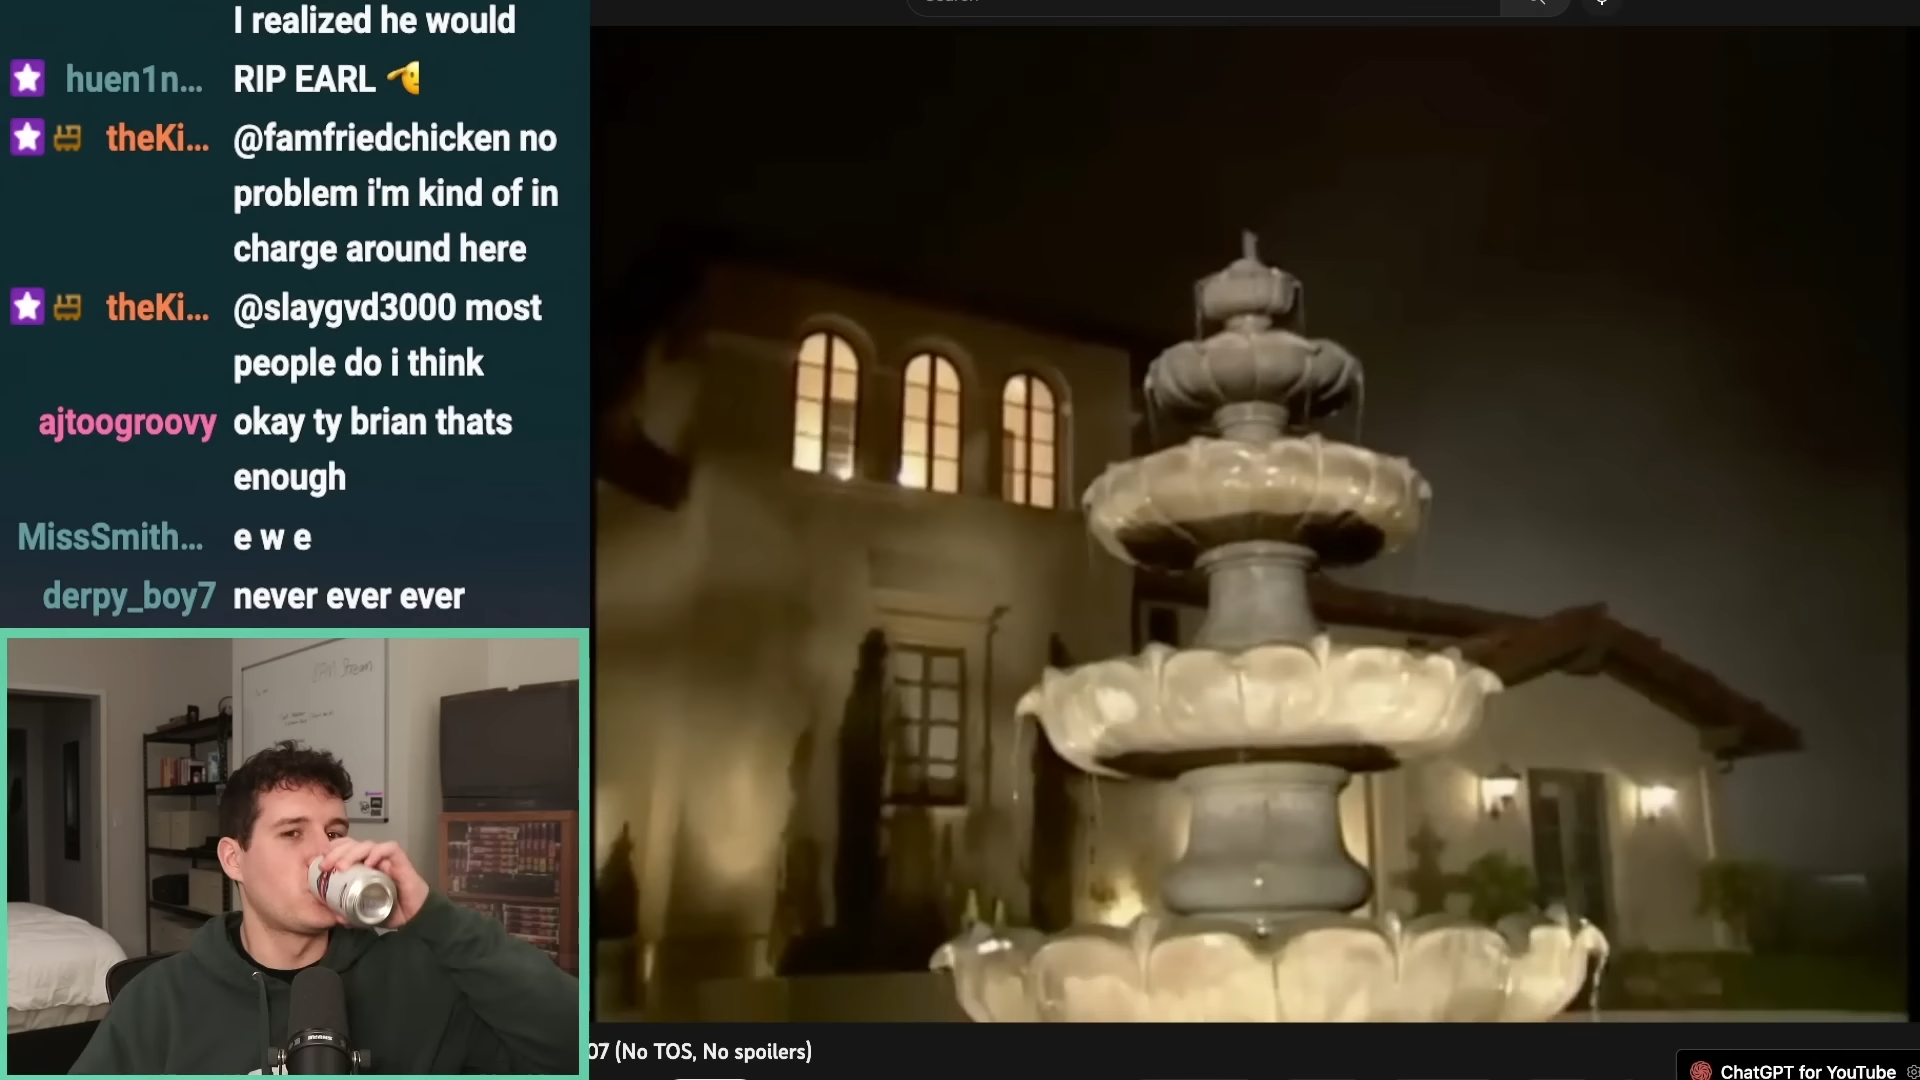 Search
I realized he would
huen1n... RIP EARL
theKi... @famfriedchicken no
problem i'm kind of in
charge around here
theKi... @slaygvd3000 most
people do i think
ajtoogroovy okay ty brian thats
enough
MissSmith... e w e
derpy_boy7 never ever ever
07 (No TOS, No spoilers)
ChatGPT for YouTube